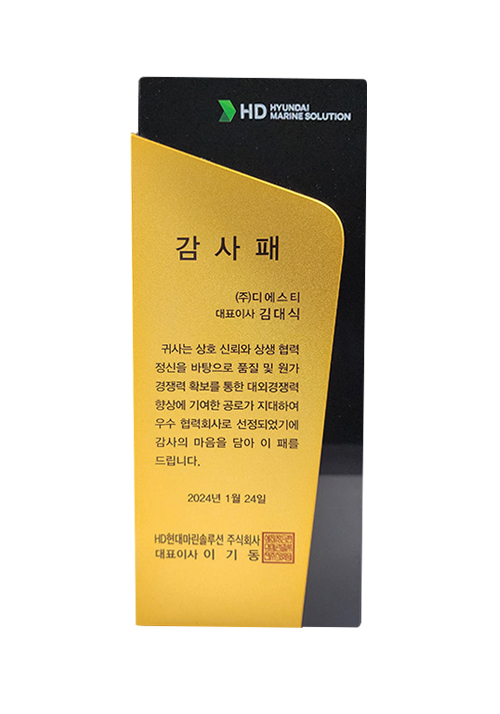 HD HYUNDAI
MARINE SOLUTION
감 사 패
(주)디에스티
대표이사 김대식
귀사는 상호 신뢰와 상생 협력
정신을 바탕으로 품질 및 원가
경쟁력 확보를 통한 대외경쟁력
향상에 기여한 공로가 지대하여
우수 협력회사로 선정되었기에
감사의 마음을 담아 이 패를
드립니다.
2024년 1월 24일
HD현대마린솔루션 주식회사
대표이사 이 기 동